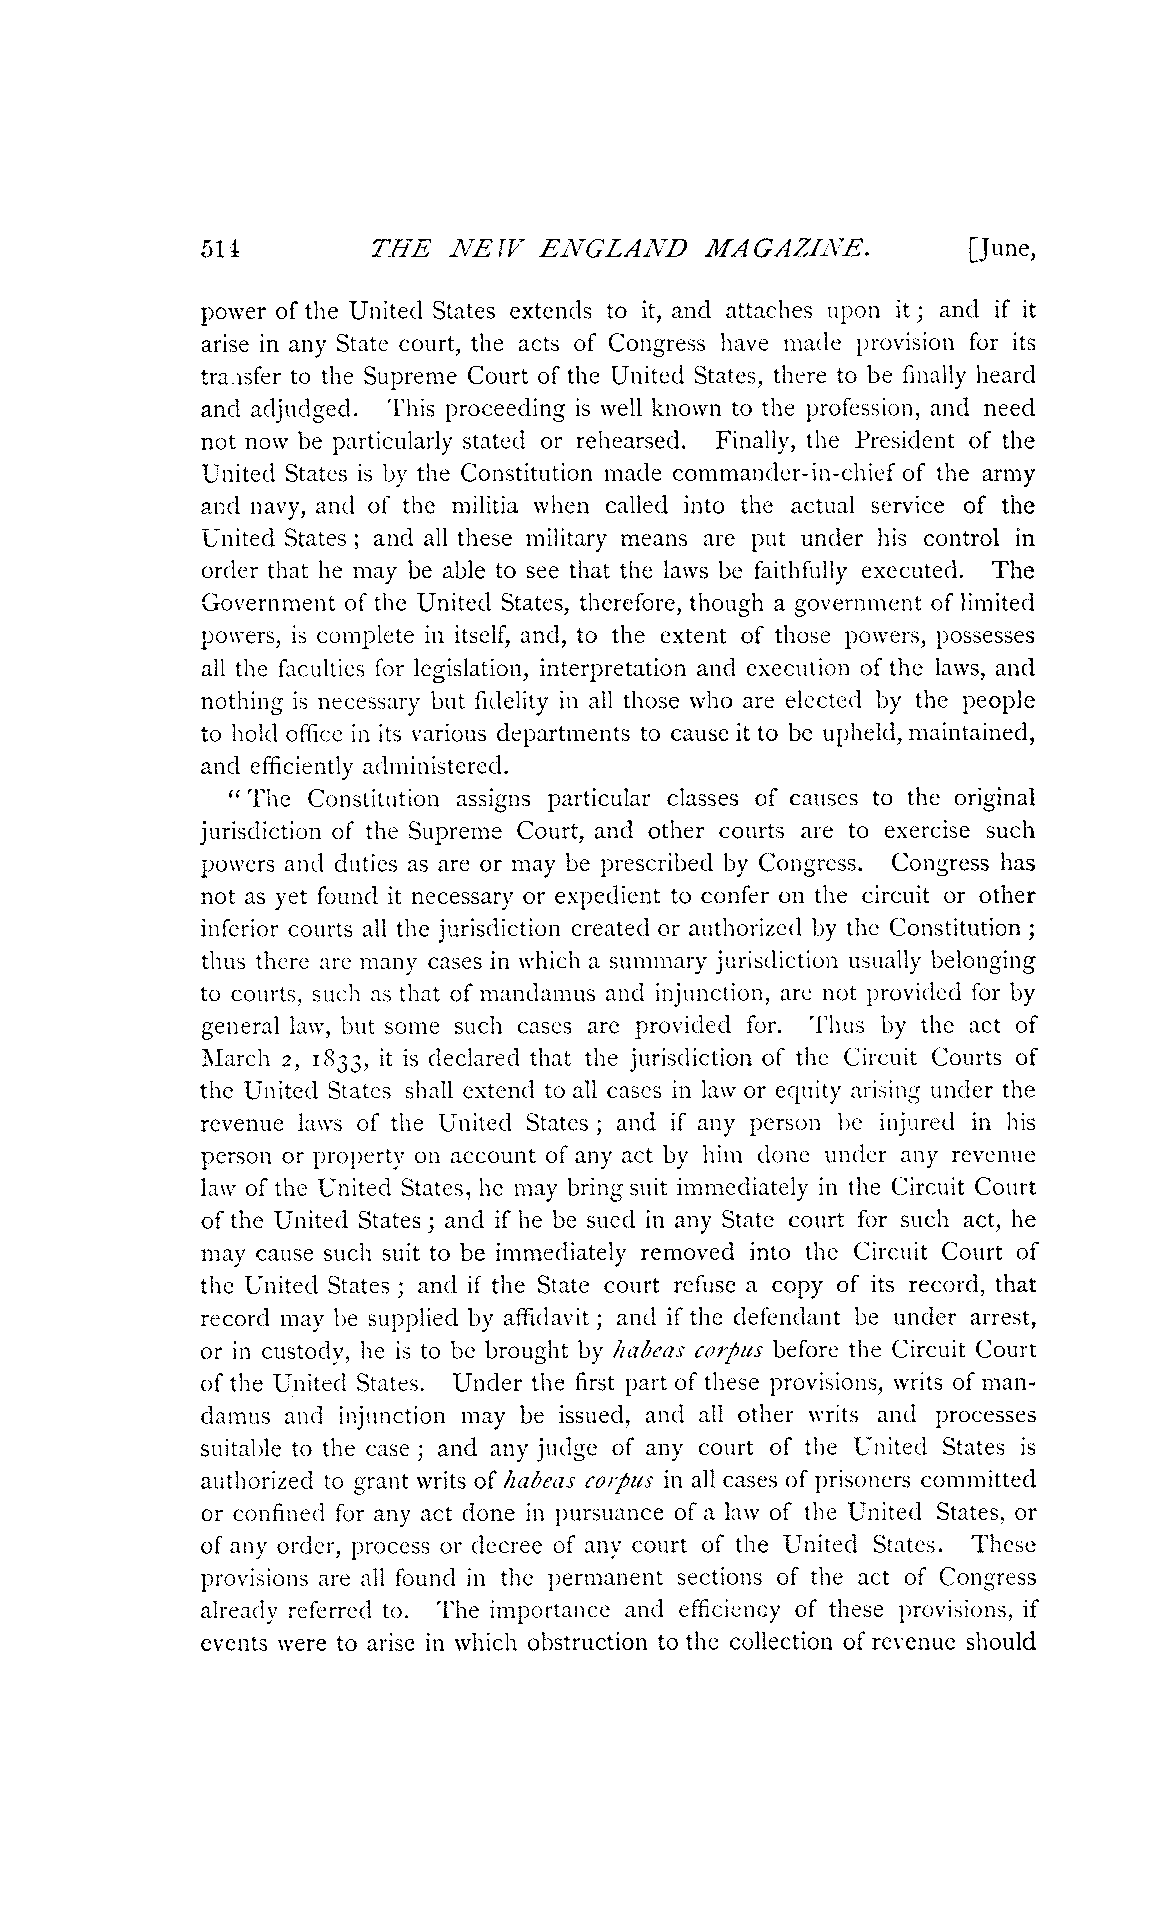 514 THE NEW ENGLAND MAGAZINE. [June,
power of the United States extends to it, and attaches upon it; and if it
arise in any State court, the acts of Congress have made provision for its
transfer to the Supreme Court of the United States, there to be finally heard
and adjudged. This proceeding is well known to the profession, and need
not now be particularly stated or rehearsed. Finally, the President of the
United States is by the Constitution made commander-in-chief of the army
and navy, and of the militia when called into the actual service of the
United States; and all these military means are put under his control in
order that he may be able to see that the laws be faithfully executed. The
Government of the United States, therefore, though a government of limited
powers, is complete in itself, and, to the extent of those powers, possesses
all the faculties for legislation, interpretation and execution of the laws, and
nothing is necessary but fidelity in all those who are elected by the people
to hold office in its various departments to cause it to be upheld, maintained,
and efficiently administered.
"The Constitution assigns particular classes of causes to the original
jurisdiction of the Supreme Court, and other courts are to exercise such
powers and duties as are or may be prescribed by Congress. Congress has
not as yet found it necessary or expedient to confer on the circuit or other
inferior courts all the jurisdiction created or authorized by the Constitution;
thus there are many cases in which a summary jurisdiction usually belonging
to courts, such as that of mandamus and injunction, are not provided for by
general law, but some such cases are provided for. Thus by the act of
March 2, 1833, it is declared that the jurisdiction of the Circuit Courts of
the United States shall extend to all cases in law or equity arising under the
revenue laws of the United States; and if any person be injured in his
person or property on account of any act by him done under any revenue
law of the United States, he may bring suit immediately in the Circuit Court
of the United States; and if he be sued in any State court for such act, he
may cause such suit to be immediately removed into the Circuit Court of
the United States; and if the State court refuse a copy of its record, that
record may be supplied by affidavit; and if the defendant be under arrest,
or in custody, he is to be brought by habeas corpus before the Circuit Court
of the United States. Under the first part of these provisions, writs of man-
damus and injunction may be issued, and all other writs and processes
suitable to the case; and any judge of any court of the United States is
authorized to grant writs of habeas corpus in all cases of prisoners committed
or confined for any act done in pursuance of a law of the United States, or
of any order, process or decree of any court of the United States. These
provisions are all found in the permanent sections of the act of Congress
already referred to. The importance and efficiency of these provisions, if
events were to arise in which obstruction to the collection of revenue should